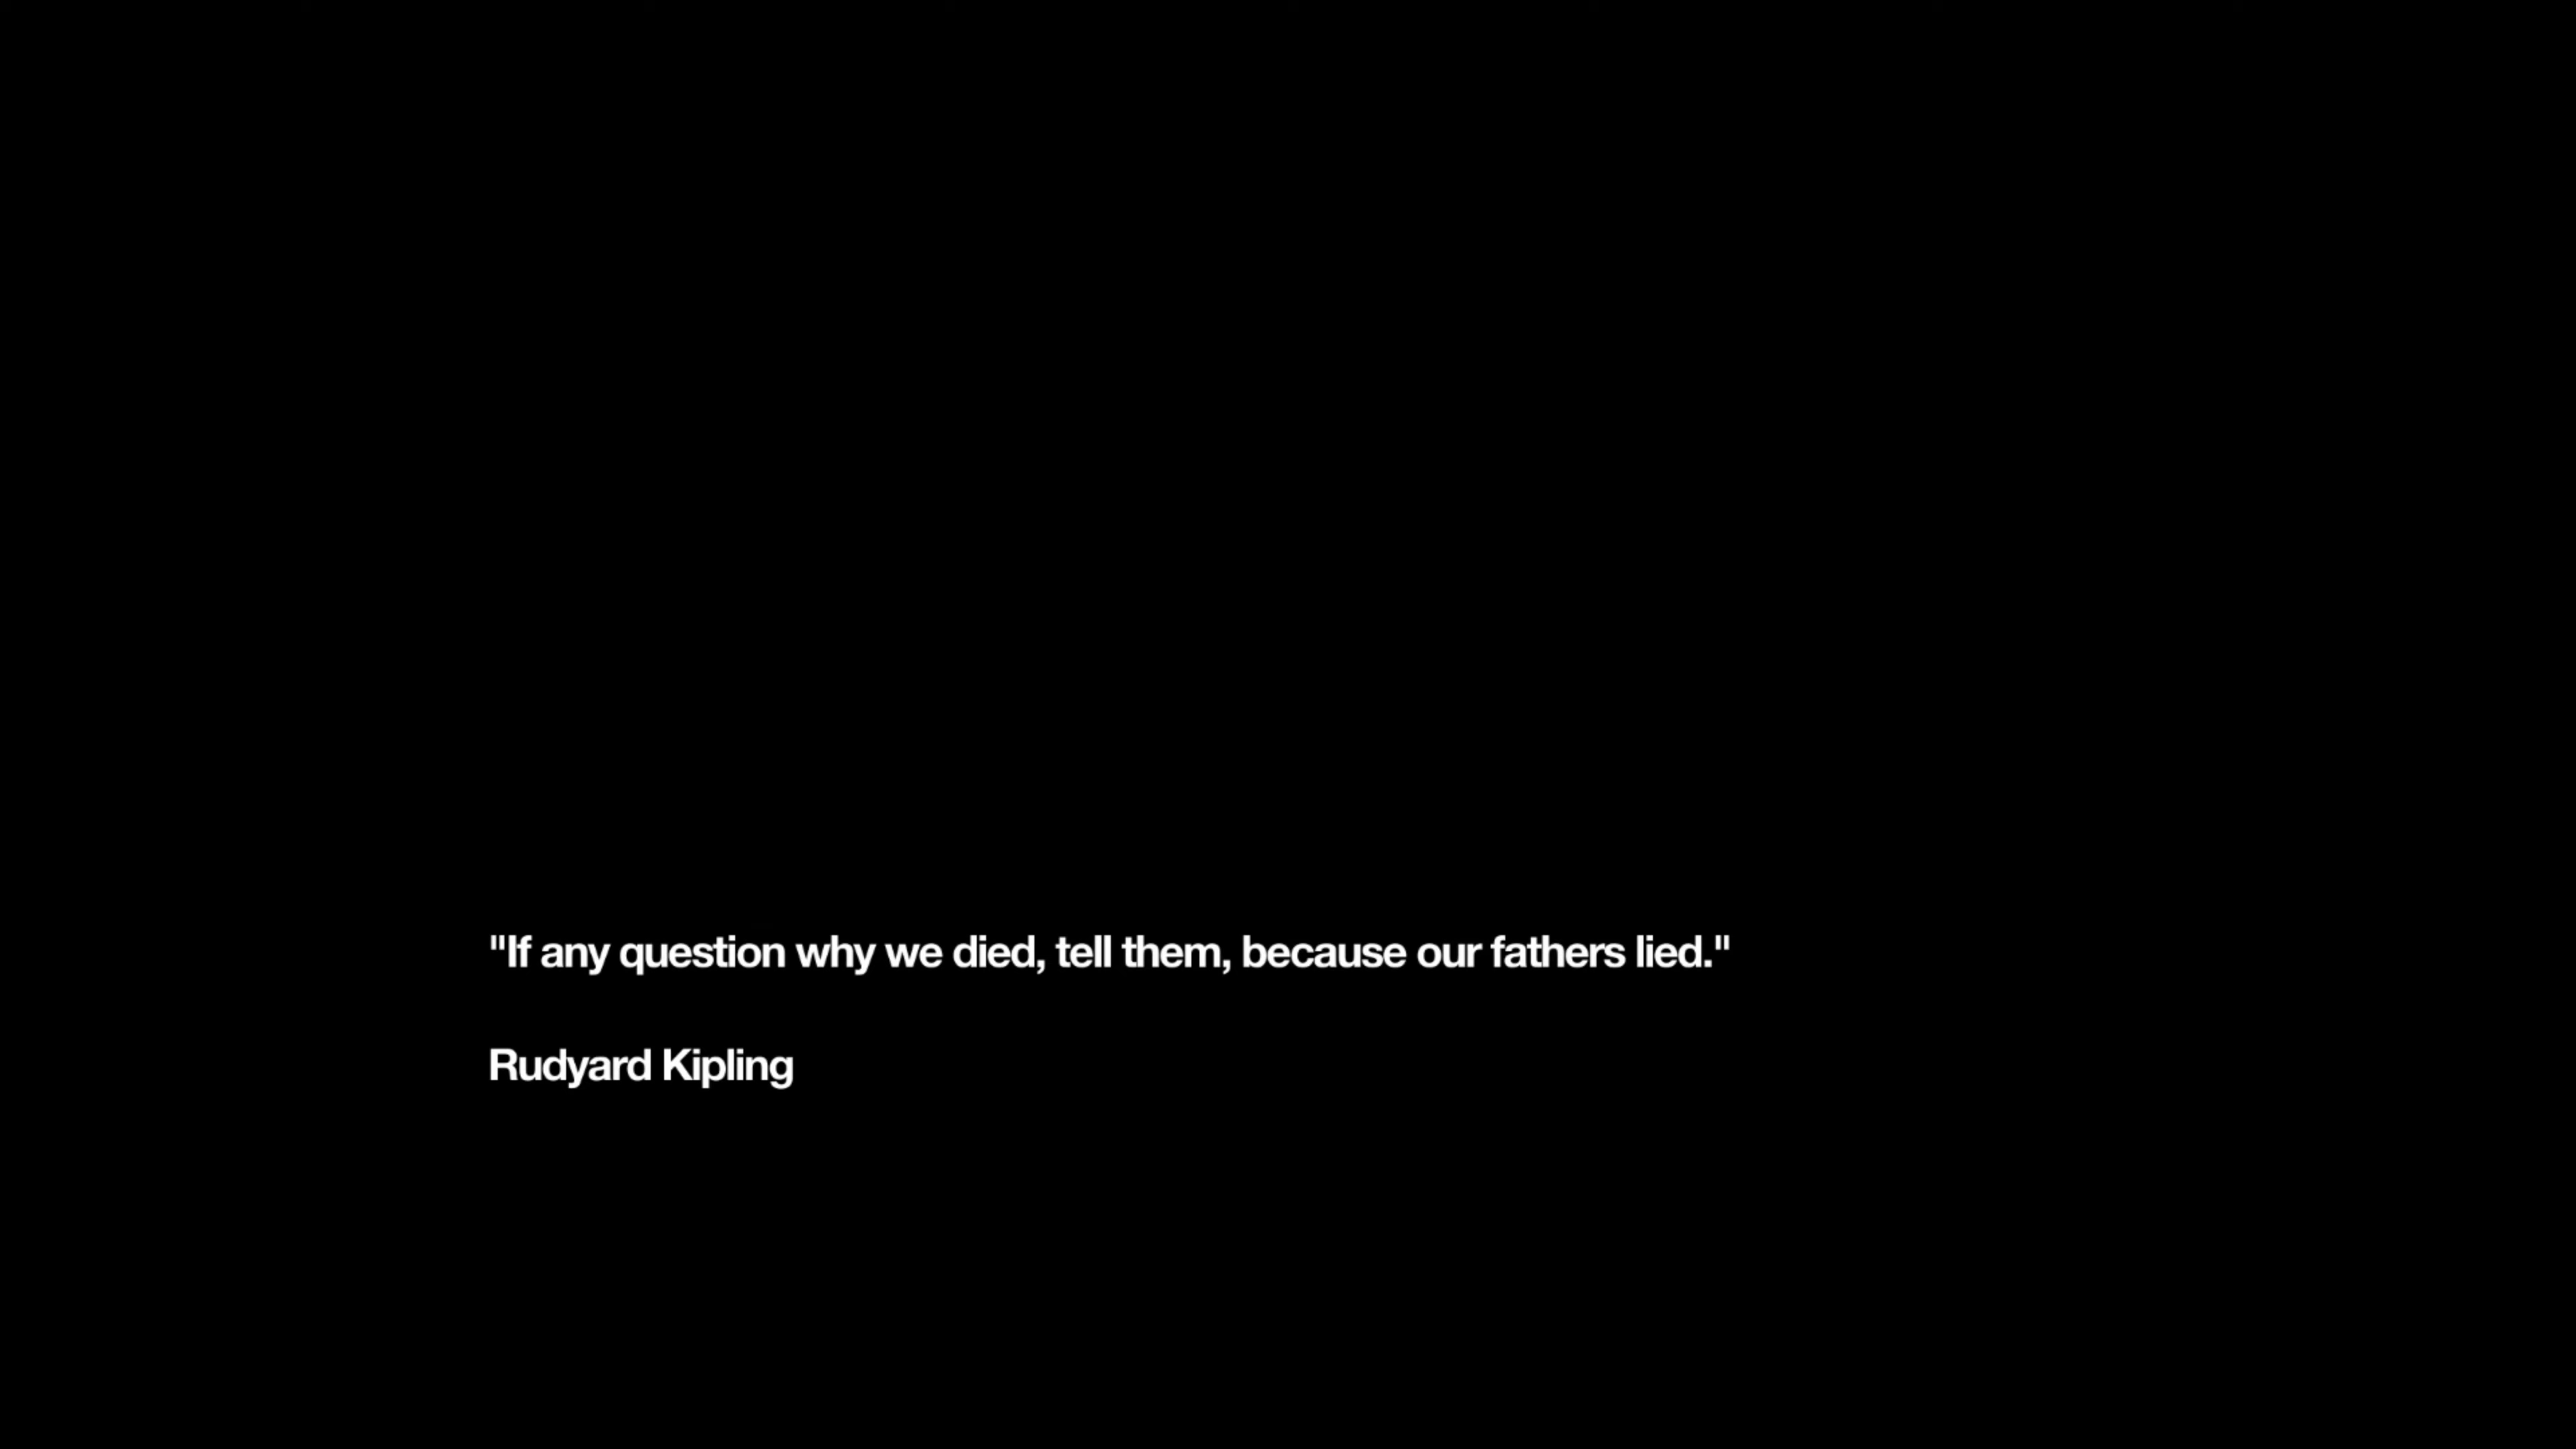 "If any question why we died, tell them, because our fathers lied."
Rudyard Kipling